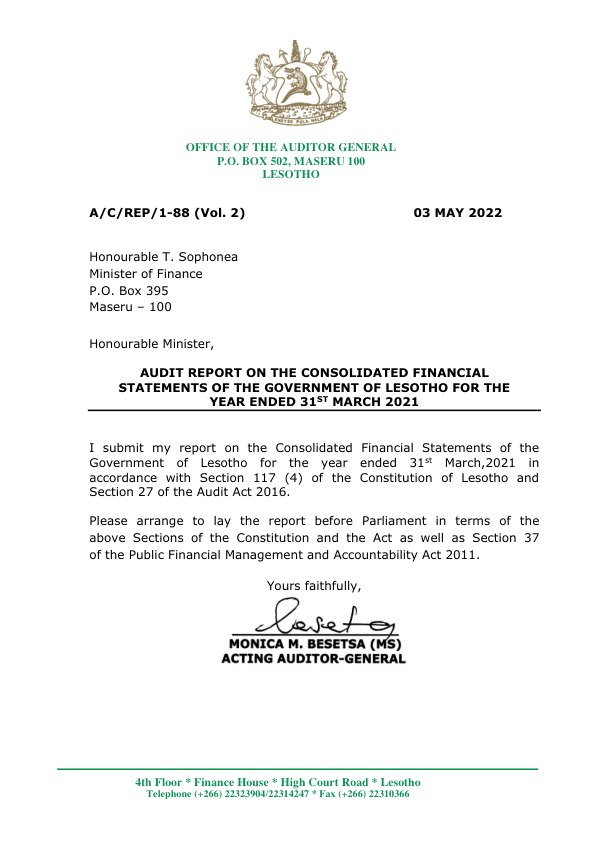 OFFICE OF THE AUDITOR GENERAL
P.O. BOX 502, MASERU 100
LESOTHO
A/C/REP/1-88 (Vol. 2) 03 MAY 2022
Honourable T. Sophonea
Minister of Finance
P.O. Box 395
Maseru – 100
Honourable Minister,
AUDIT REPORT ON THE CONSOLIDATED FINANCIAL
STATEMENTS OF THE GOVERNMENT OF LESOTHO FOR THE
YEAR ENDED 31ST MARCH 2021
I submit my report on the Consolidated Financial Statements of the
Government of Lesotho for the year ended 31st March,2021 in
accordance with Section 117 (4) of the Constitution of Lesotho and
Section 27 of the Audit Act 2016.
Please arrange to lay the report before Parliament in terms of the
above Sections of the Constitution and the Act as well as Section 37
of the Public Financial Management and Accountability Act 2011.
Yours faithfully,
MONICA M. BESETSA (MS)
ACTING AUDITOR-GENERAL
4th Floor * Finance House * High Court Road * Lesotho
Telephone (+266) 22323904/22314247 * Fax (+266) 22310366